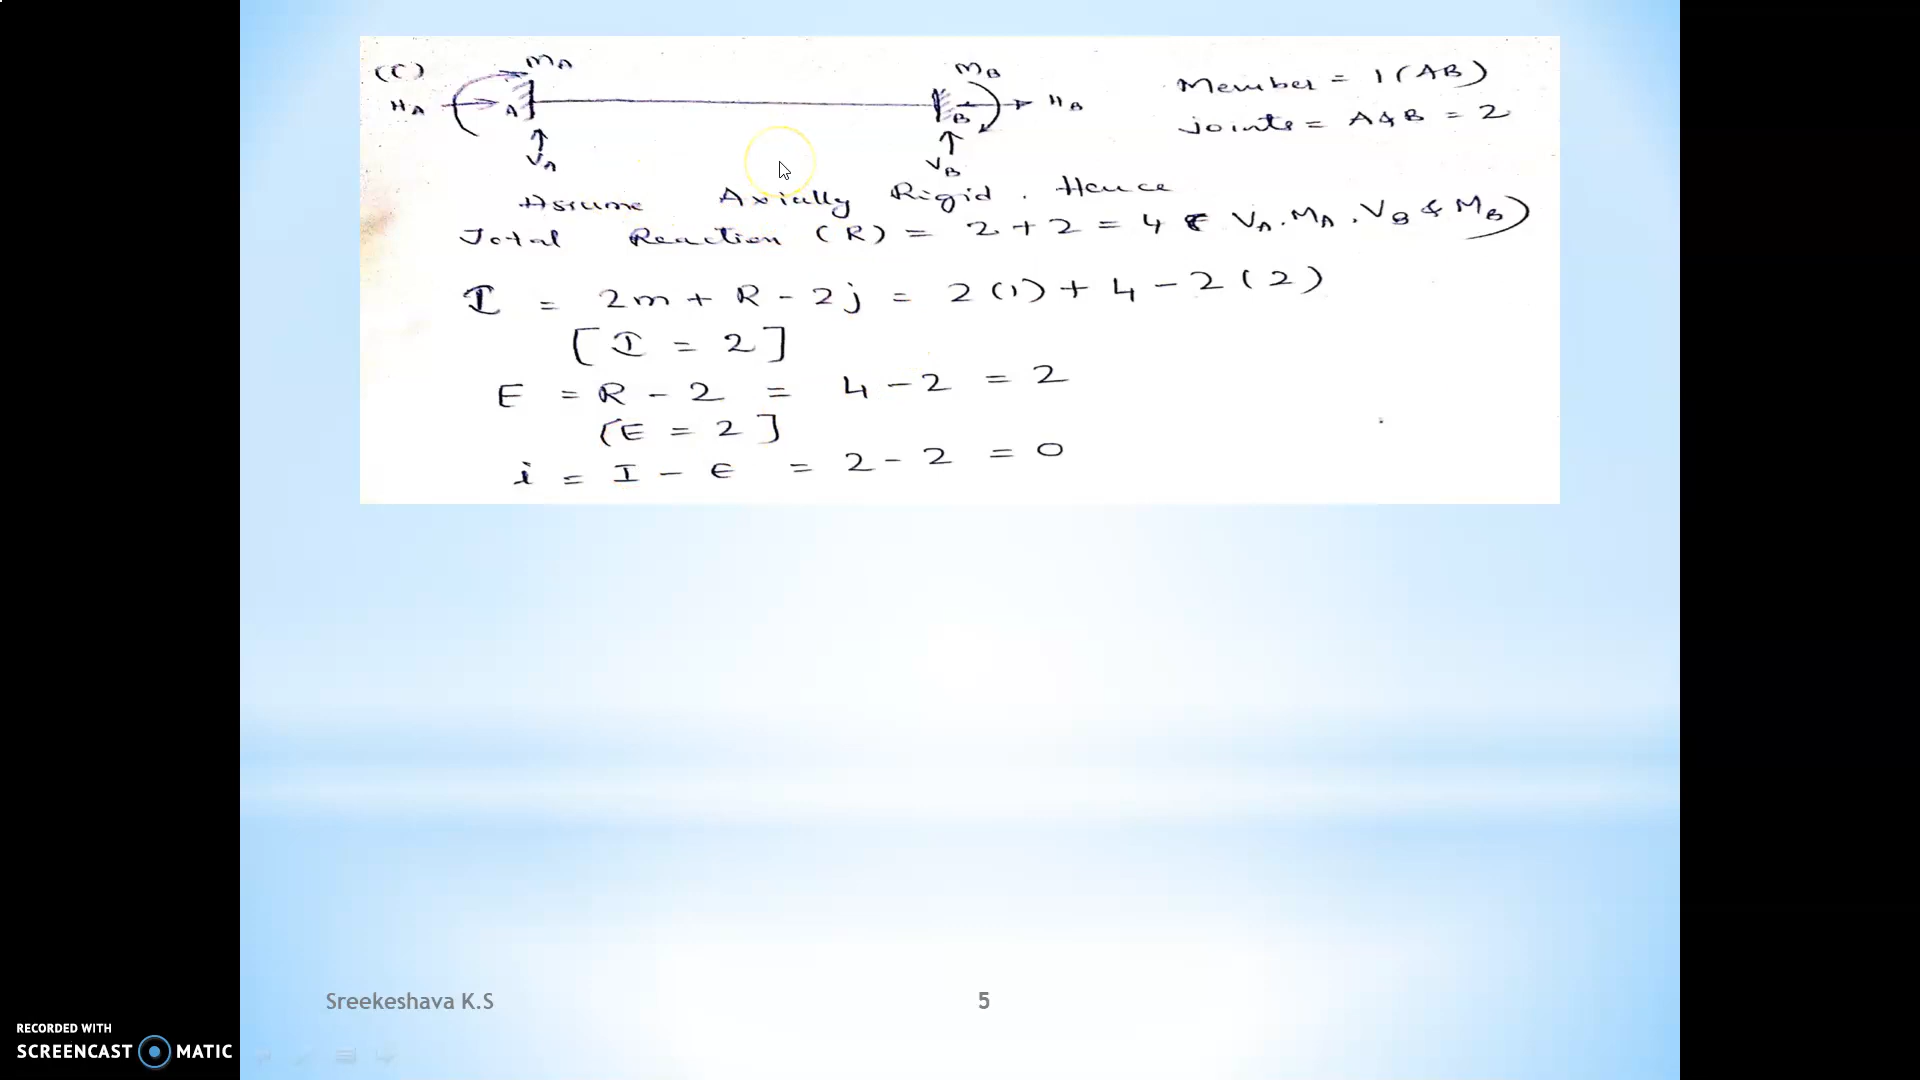 (C)
MA
MB
Member = 1 (AB)
HA
A
B
HB
joints = A & B = 2
VA
VB
Assume Axially Rigid . Hence
Total Reaction (R) = 2 + 2 = 4 ( VA. MA. VB & MB)
I = 2m + R - 2j = 2(1) + 4 - 2(2)
[I = 2]
E = R - 2 = 4 - 2 = 2
[E = 2]
i = I - E = 2 - 2 = 0
Sreekeshava K.S
5
RECORDED WITH
SCREENCAST MATIC